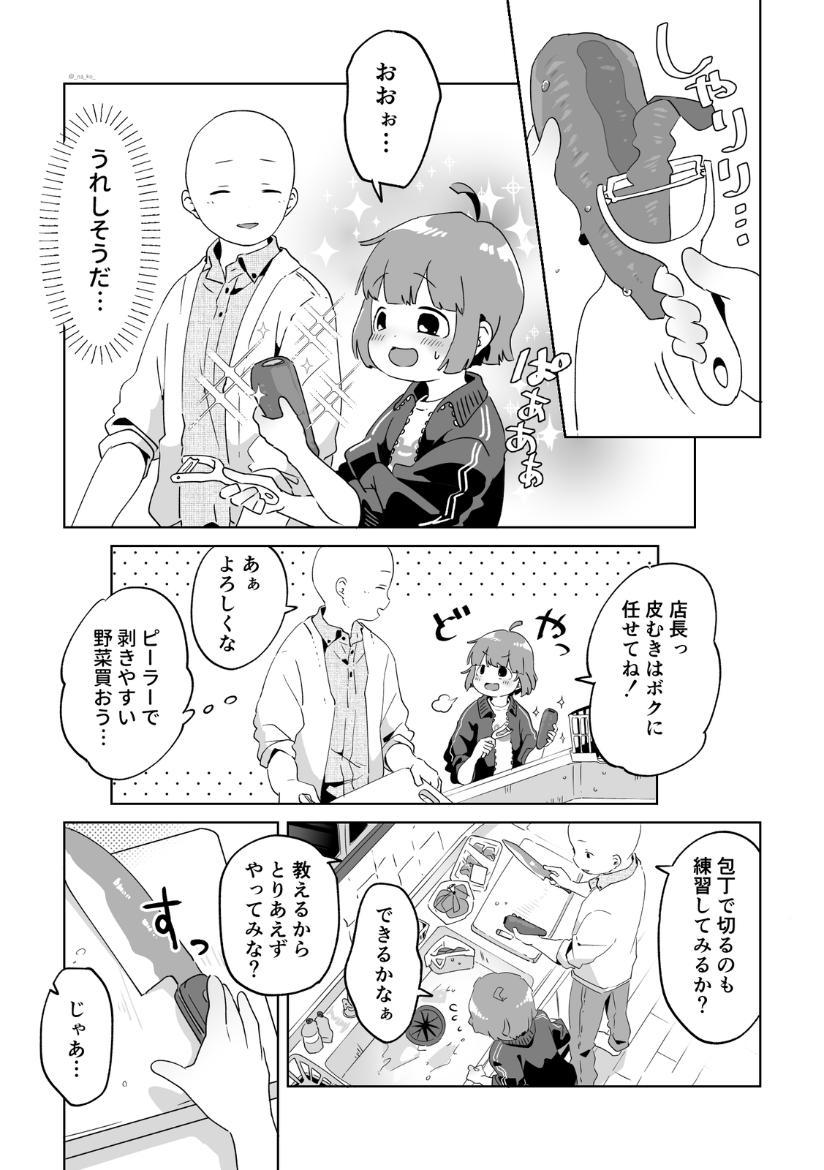 しゃりりり…
@_na_ko_
おおぉ…
うれしそうだ…
ぱあぁぁ
店長っ
皮むきはボクに
任せてね!
どやっ
あぁ
よろしくな
ピーラーで
剥きやすい
野菜買おう…
包丁で切るのも
練習してみるか?
できるかなぁ
教えるから
とりあえず
やってみな?
すっ
じゃあ…